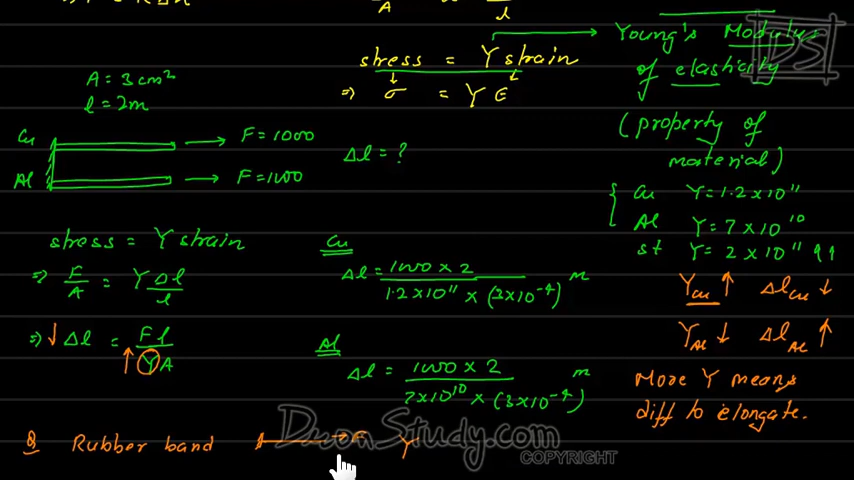 A
l
stress = Y strain
⇒ σ = Y ϵ
Young's Modulus
of elasticity
(property of
material)
Cu Y = 1.2 × 10¹¹
Al Y = 7 × 10¹⁰
st Y = 2 × 10¹¹ ↑↑
A = 3 cm²
l = 2m
Cu → F = 1000
Al → F = 1000
Δl = ?
stress = Y strain
⇒ F/A = Y Δl/l
⇒ ↓ Δl = Fl/↑YA
Cu
Δl = 1000 × 2 / 1.2 × 10¹¹ × (3 × 10⁻⁴) m
Al
Δl = 1000 × 2 / 7 × 10¹⁰ × (3 × 10⁻⁴) m
Y_Cu ↑ Δl_Cu ↓
Y_Al ↓ Δl_Al ↑
More Y means
diff to elongate.
Q Rubber band → F Y
DwonStudy.com
COPYRIGHT